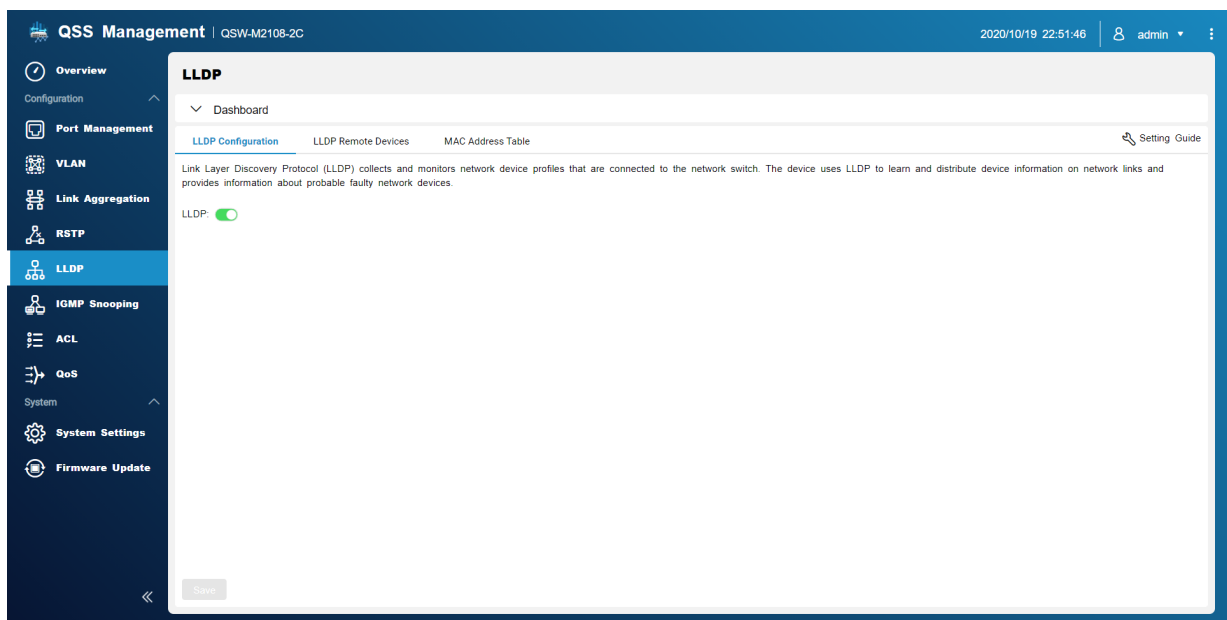 QSS Management | QSW-M2108-2C
2020/10/19 22:51:46
admin
Overview
Configuration
Port Management
VLAN
Link Aggregation
RSTP
LLDP
IGMP Snooping
ACL
QoS
System
System Settings
Firmware Update
LLDP
Dashboard
LLDP Configuration LLDP Remote Devices MAC Address Table
Setting Guide
Link Layer Discovery Protocol (LLDP) collects and monitors network device profiles that are connected to the network switch. The device uses LLDP to learn and distribute device information on network links and
provides information about probable faulty network devices.
LLDP:
Save